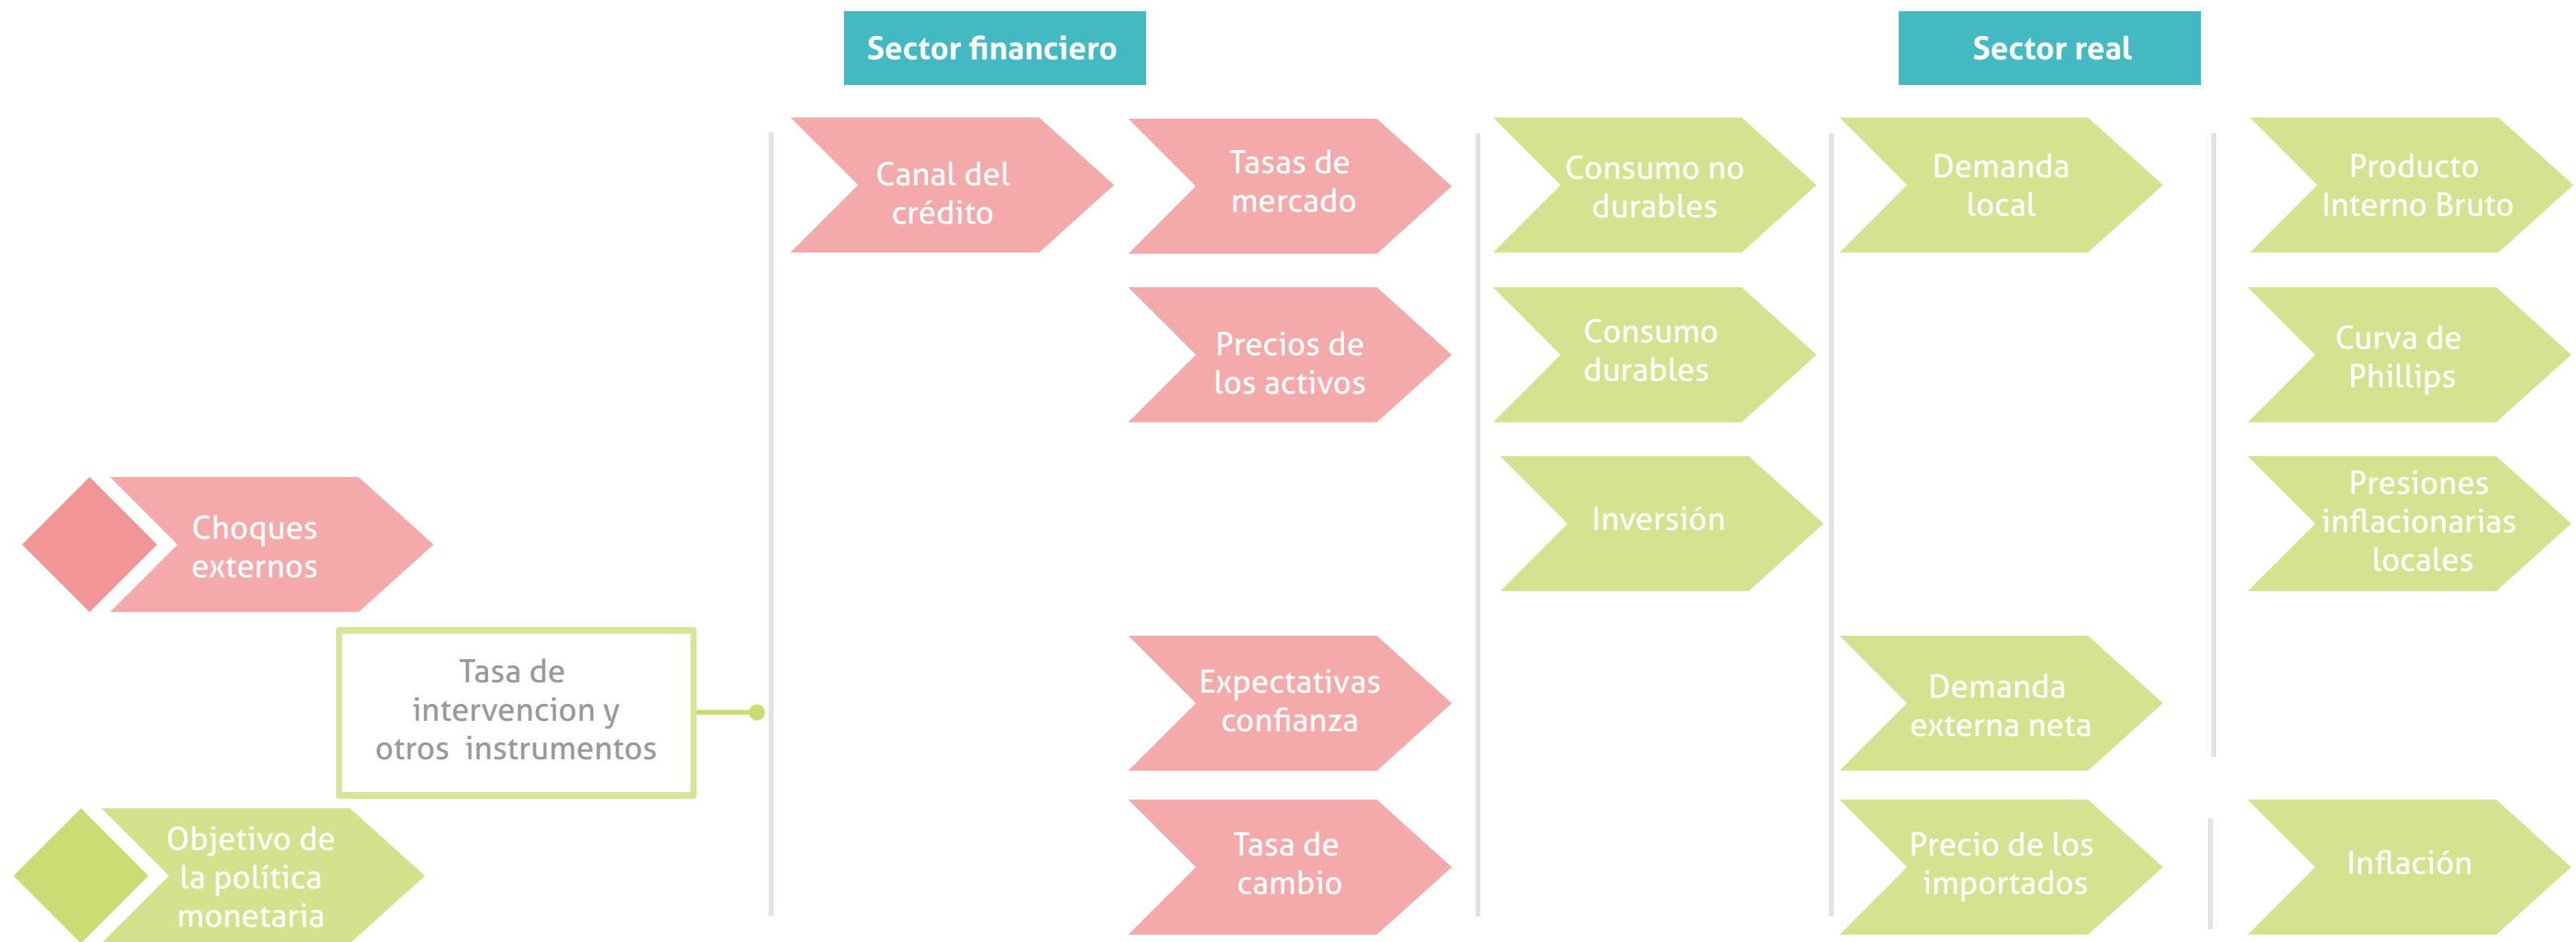 Sector financiero
Sector real
Canal del
crédito
Tasas de
mercado
Consumo no
durables
Demanda
local
Producto
Interno Bruto
Precios de
los activos
Consumo
durables
Curva de
Phillips
Choques
externos
Inversión
Presiones
inflacionarias
locales
Tasa de
intervencion y
otros instrumentos
Expectativas
confianza
Demanda
externa neta
Objetivo de
la política
monetaria
Tasa de
cambio
Precio de los
importados
Inflación